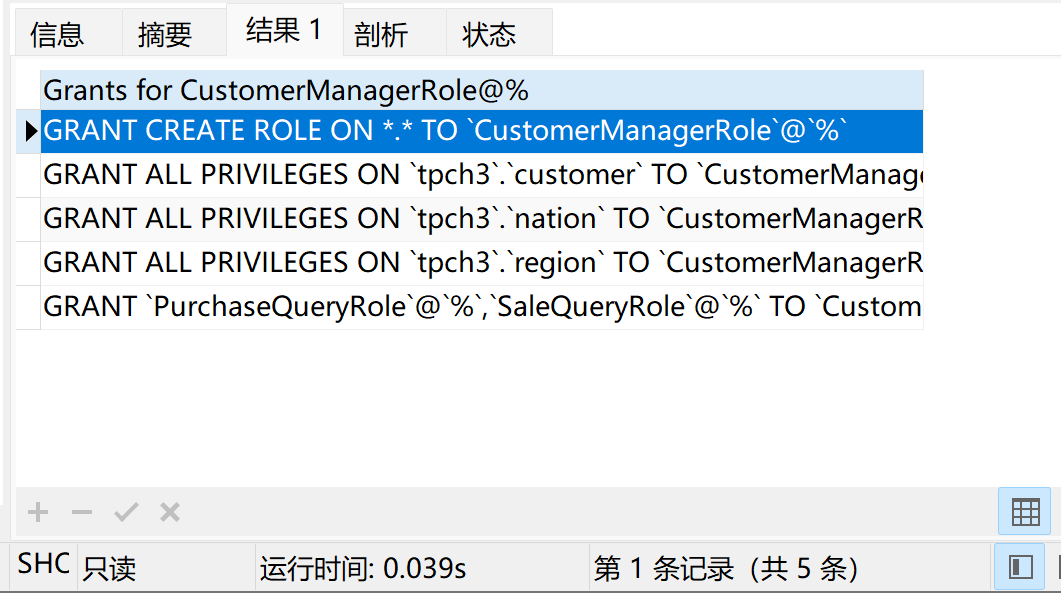 信息 摘要 结果 1 剖析 状态
Grants for CustomerManagerRole@%
GRANT CREATE ROLE ON *.* TO `CustomerManagerRole`@`%`
GRANT ALL PRIVILEGES ON `tpch3`.`customer` TO `CustomerManage
GRANT ALL PRIVILEGES ON `tpch3`.`nation` TO `CustomerManagerR
GRANT ALL PRIVILEGES ON `tpch3`.`region` TO `CustomerManagerR
GRANT `PurchaseQueryRole`@`%`,`SaleQueryRole`@`%` TO `Custom
SHC 只读 运行时间: 0.039s 第 1 条记录（共 5 条）